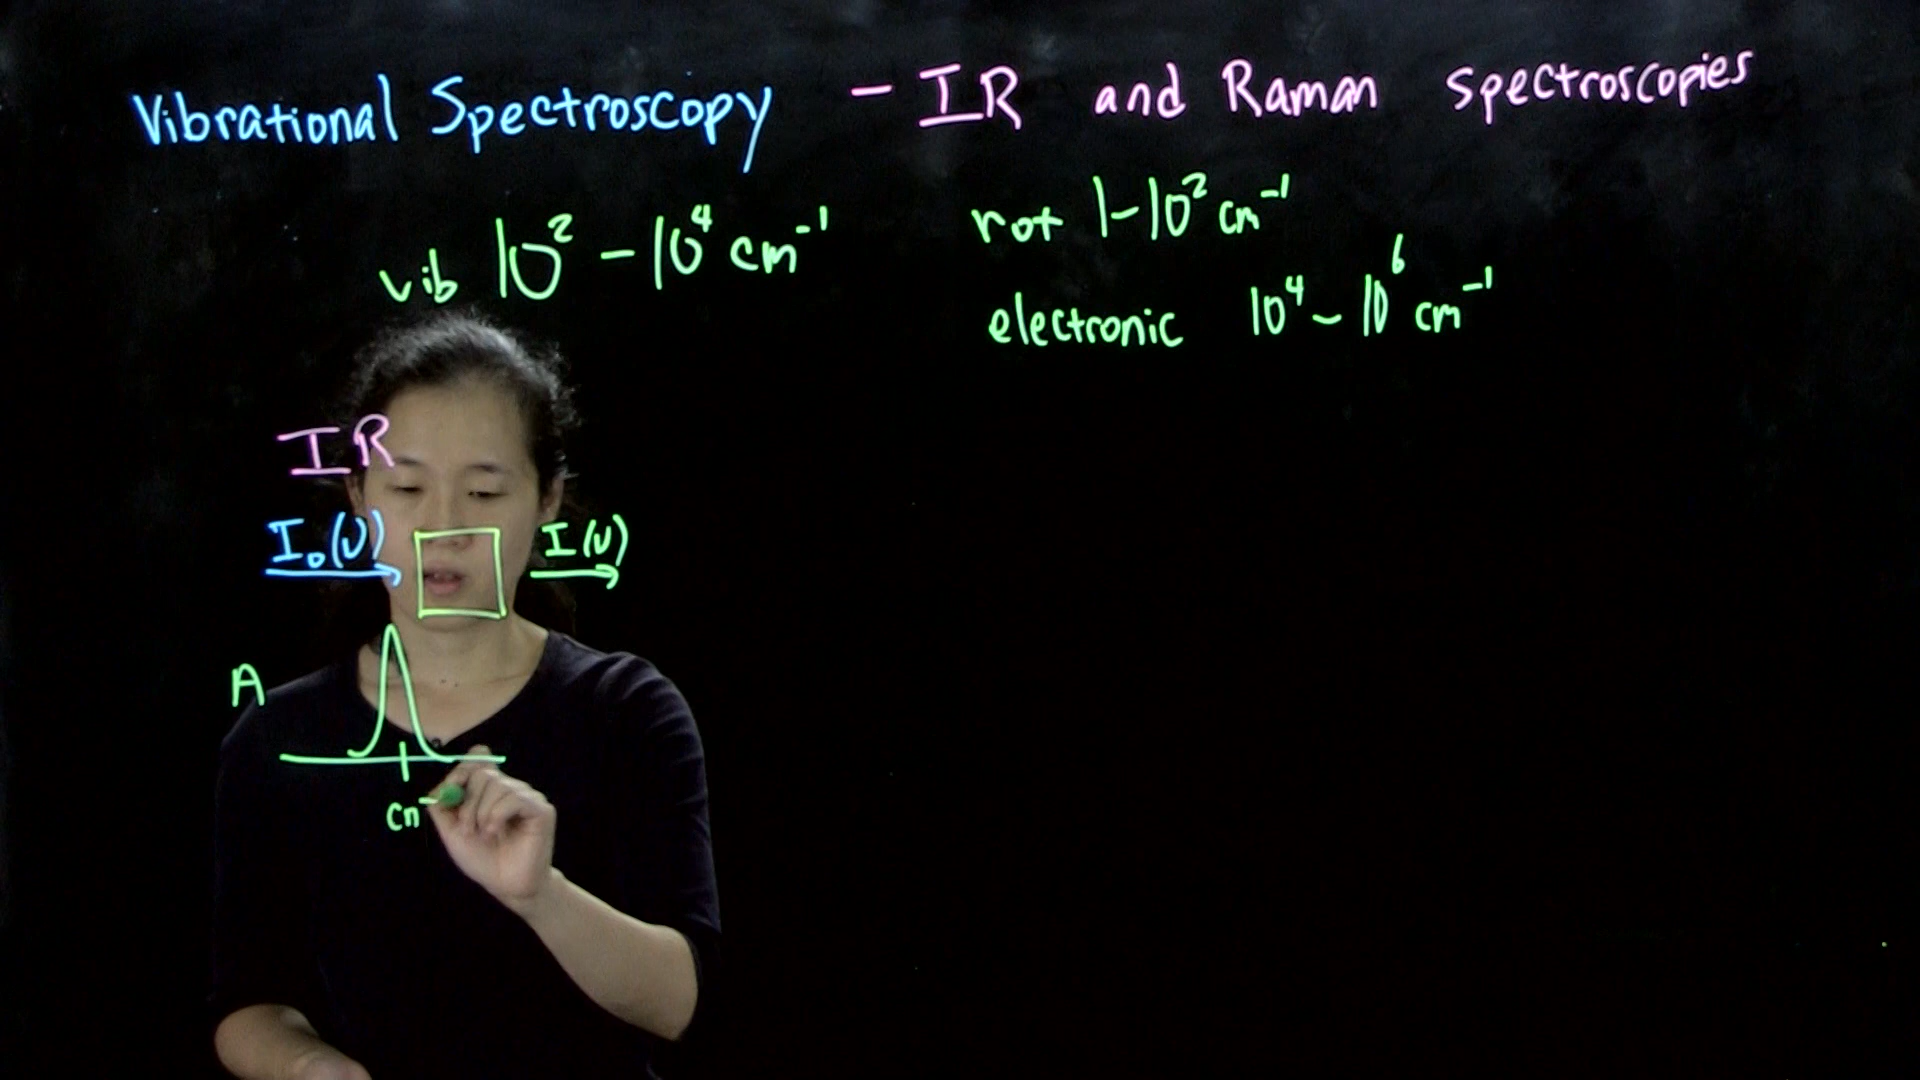 Vibrational Spectroscopy - IR and Raman Spectroscopies
vib 10² - 10⁴ cm⁻¹
rot 1-10² cm⁻¹
electronic 10⁴ - 10⁶ cm⁻¹
IR
I₀(ν)
I(ν)
A
cm⁻